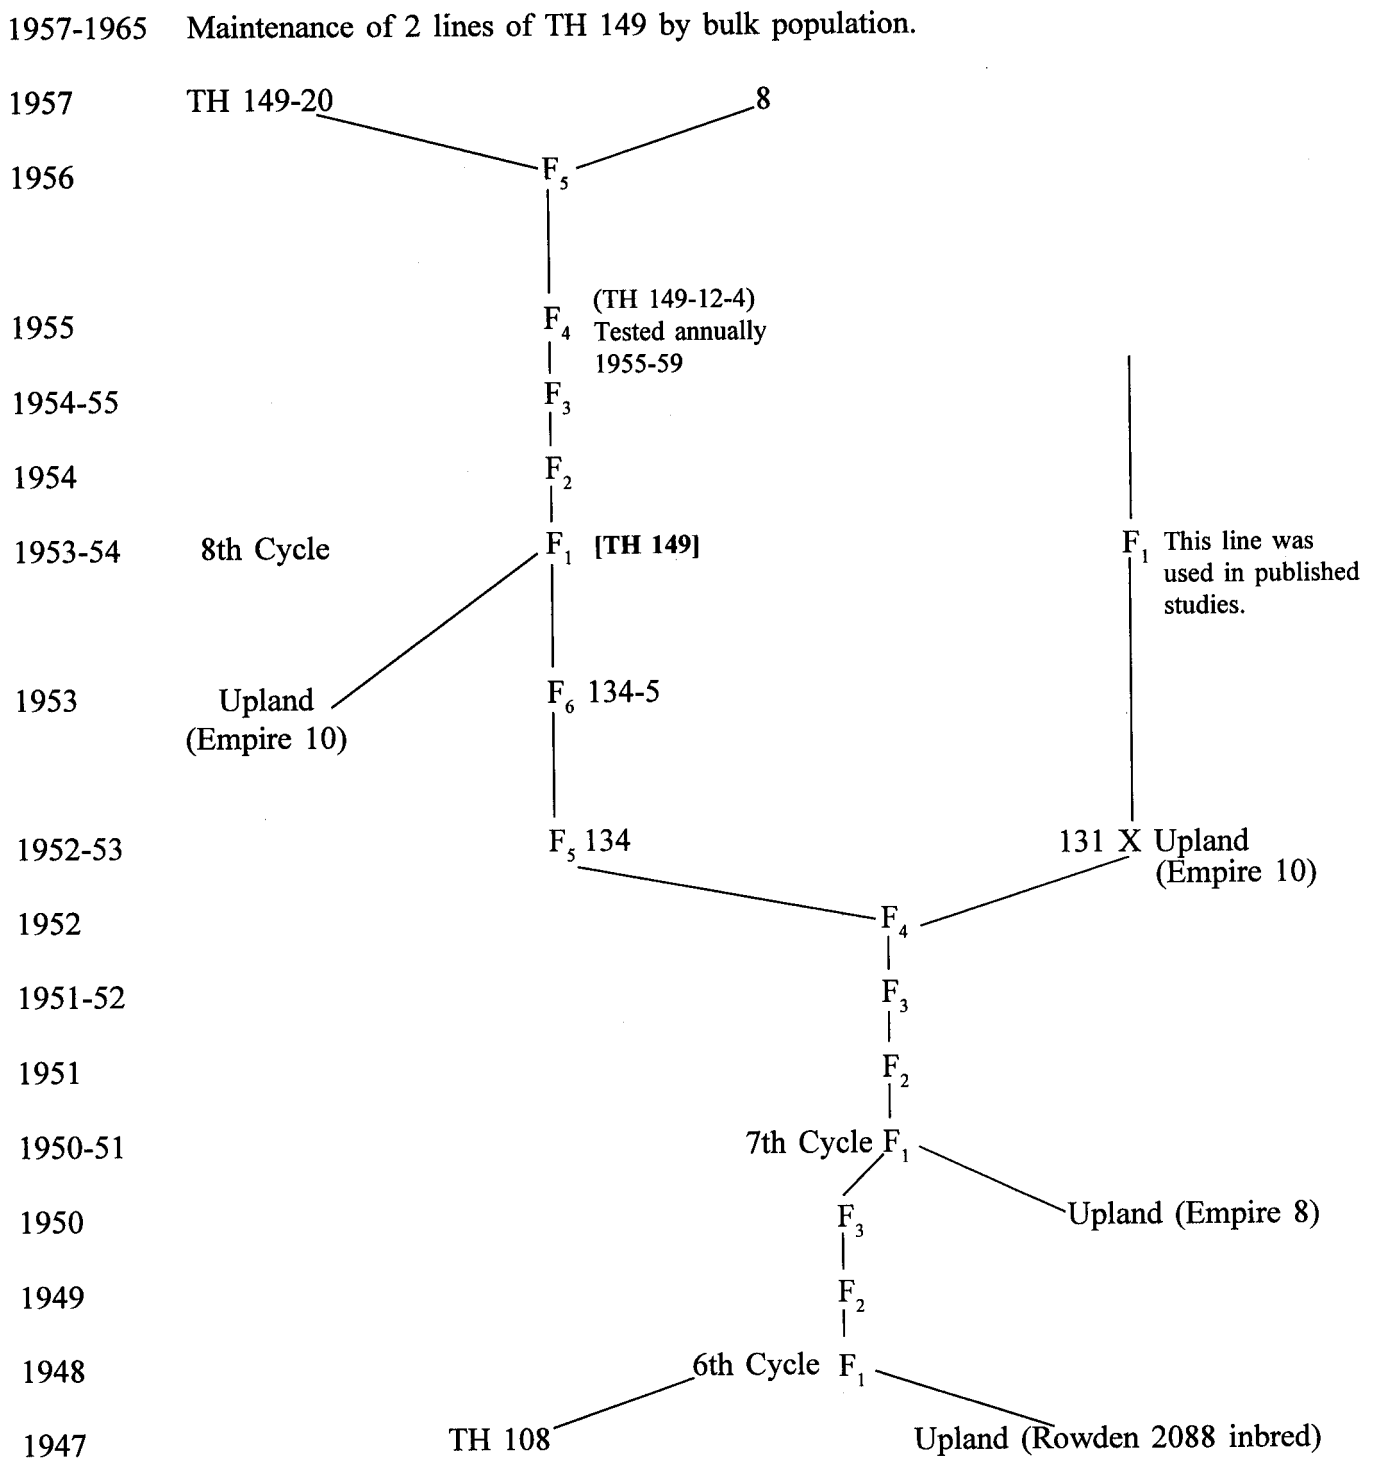 1957-1965 Maintenance of 2 lines of TH 149 by bulk population.
1957 TH 149-20 8
1956 F₅
1955 F₄ (TH 149-12-4)
Tested annually
1955-59
1954-55 F₃
1954 F₂
1953-54 8th Cycle F₁ [TH 149] F₁ This line was
used in published
studies.
1953 Upland F₆ 134-5
(Empire 10)
1952-53 F₅ 134 131 X Upland
(Empire 10)
1952 F₄
1951-52 F₃
1951 F₂
1950-51 7th Cycle F₁
1950 F₃ Upland (Empire 8)
1949 F₂
1948 6th Cycle F₁
1947 TH 108 Upland (Rowden 2088 inbred)